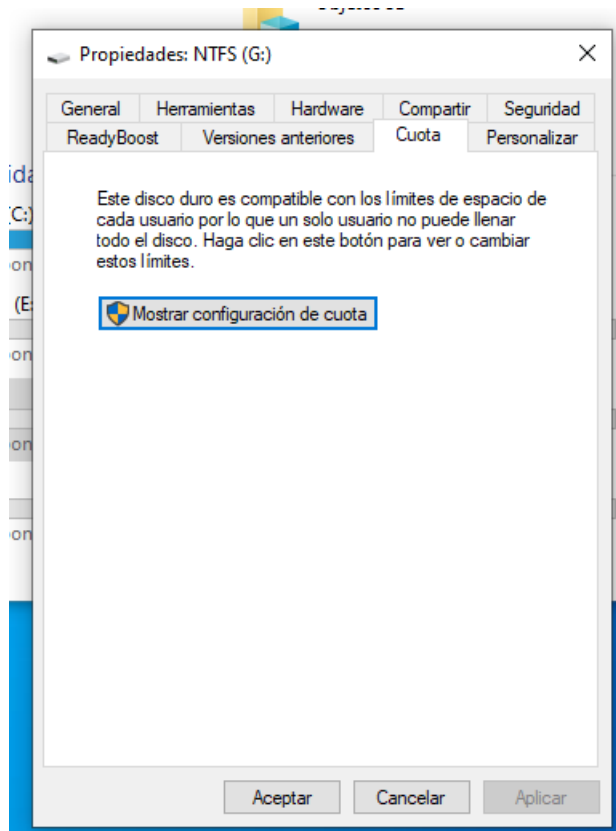 Propiedades: NTFS (G:)
General Herramientas Hardware Compartir Seguridad
ReadyBoost Versiones anteriores Cuota Personalizar
Este disco duro es compatible con los límites de espacio de
cada usuario por lo que un solo usuario no puede llenar
todo el disco. Haga clic en este botón para ver o cambiar
estos límites.
Mostrar configuración de cuota
Aceptar Cancelar Aplicar